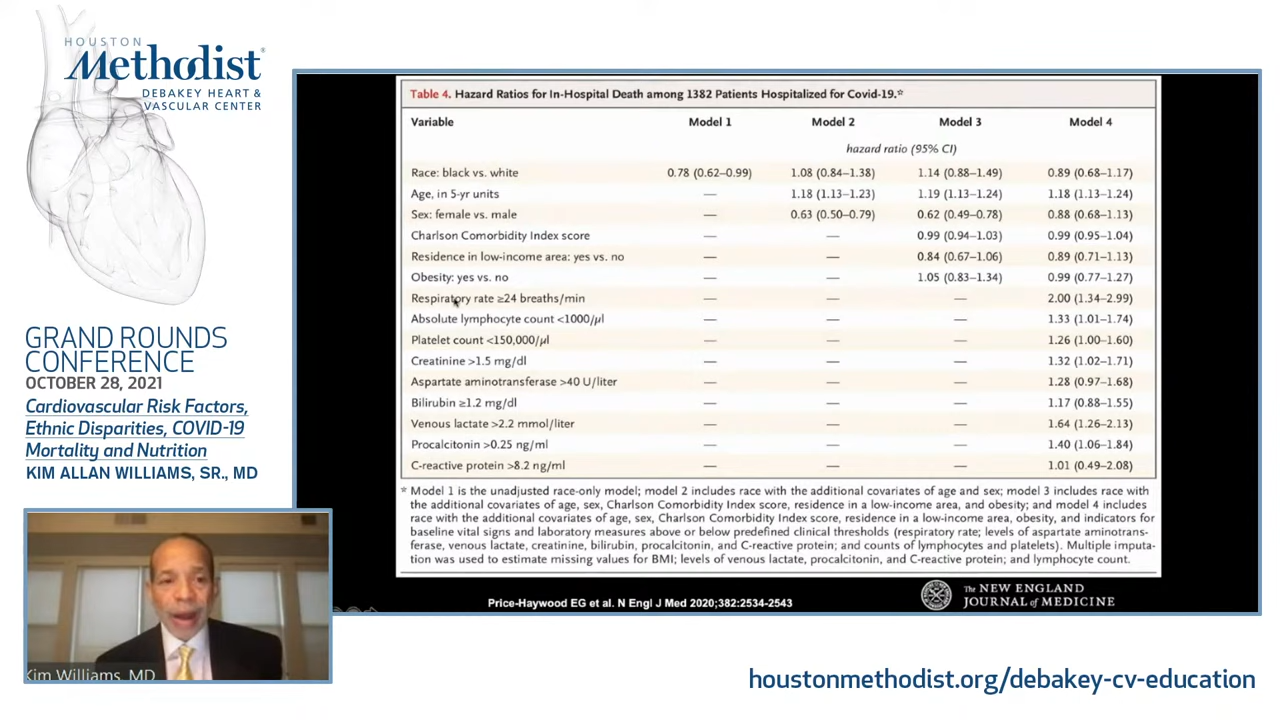 HOUSTON
Methodist®
DEBAKEY HEART &
VASCULAR CENTER
GRAND ROUNDS
CONFERENCE
OCTOBER 28, 2021
Cardiovascular Risk Factors,
Ethnic Disparities, COVID-19
Mortality and Nutrition
KIM ALLAN WILLIAMS, SR., MD
Kim Williams, MD
Table 4. Hazard Ratios for In-Hospital Death among 1382 Patients Hospitalized for Covid-19.*
Variable Model 1 Model 2 Model 3 Model 4
hazard ratio (95% CI)
Race: black vs. white 0.78 (0.62–0.99) 1.08 (0.84–1.38) 1.14 (0.88–1.49) 0.89 (0.68–1.17)
Age, in 5-yr units — 1.18 (1.13–1.23) 1.19 (1.13–1.24) 1.18 (1.13–1.24)
Sex: female vs. male — 0.63 (0.50–0.79) 0.62 (0.49–0.78) 0.88 (0.68–1.13)
Charlson Comorbidity Index score — — 0.99 (0.94–1.03) 0.99 (0.95–1.04)
Residence in low-income area: yes vs. no — — 0.84 (0.67–1.06) 0.89 (0.71–1.13)
Obesity: yes vs. no — — 1.05 (0.83–1.34) 0.99 (0.77–1.27)
Respiratory rate ≥24 breaths/min — — — 2.00 (1.34–2.99)
Absolute lymphocyte count <1000/μl — — — 1.33 (1.01–1.74)
Platelet count <150,000/μl — — — 1.26 (1.00–1.60)
Creatinine >1.5 mg/dl — — — 1.32 (1.02–1.71)
Aspartate aminotransferase >40 U/liter — — — 1.28 (0.97–1.68)
Bilirubin ≥1.2 mg/dl — — — 1.17 (0.88–1.55)
Venous lactate >2.2 mmol/liter — — — 1.64 (1.26–2.13)
Procalcitonin >0.25 ng/ml — — — 1.40 (1.06–1.84)
C-reactive protein >8.2 ng/ml — — — 1.01 (0.49–2.08)
* Model 1 is the unadjusted race-only model; model 2 includes race with the additional covariates of age and sex; model 3 includes race with
the additional covariates of age, sex, Charlson Comorbidity Index score, residence in a low-income area, and obesity; and model 4 includes
race with the additional covariates of age, sex, Charlson Comorbidity Index score, residence in a low-income area, obesity, and indicators for
baseline vital signs and laboratory measures above or below predefined clinical thresholds (respiratory rate; levels of aspartate aminotrans-
ferase, venous lactate, creatinine, bilirubin, procalcitonin, and C-reactive protein; and counts of lymphocytes and platelets). Multiple imputa-
tion was used to estimate missing values for BMI; levels of venous lactate, procalcitonin, and C-reactive protein; and lymphocyte count.
Price-Haywood EG et al. N Engl J Med 2020;382:2534-2543
The NEW ENGLAND
JOURNAL of MEDICINE
houstonmethodist.org/debakey-cv-education